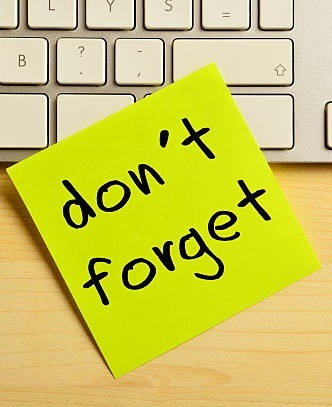 L Y S =
B ? . - ,
don't
forget